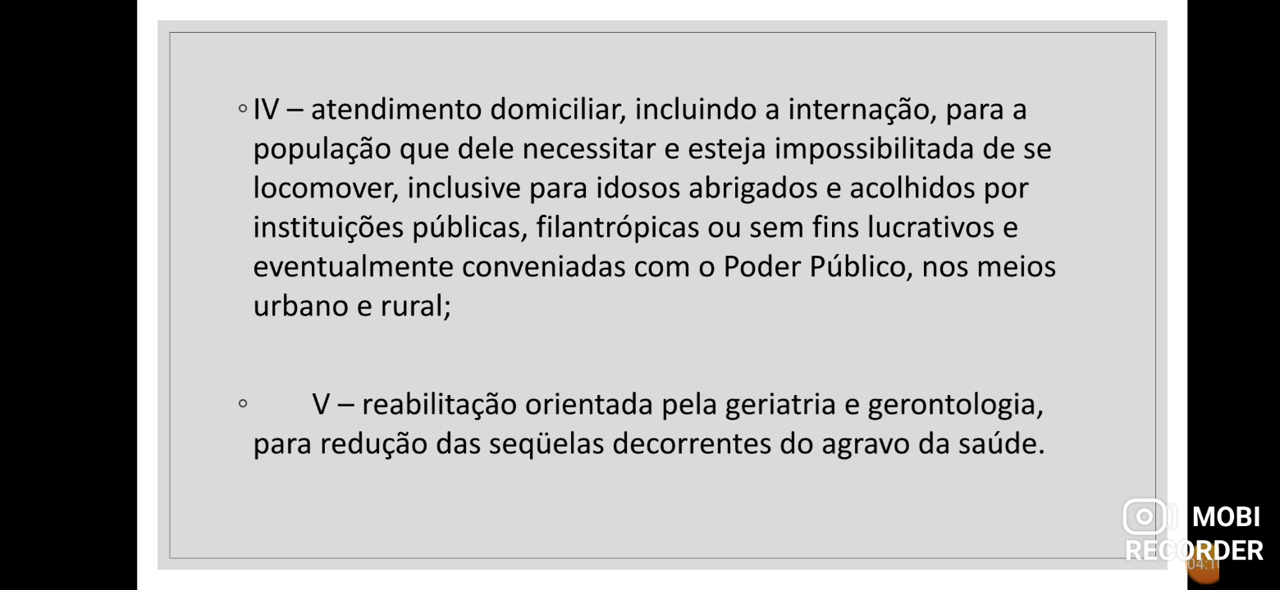 ◦ IV – atendimento domiciliar, incluindo a internação, para a
população que dele necessitar e esteja impossibilitada de se
locomover, inclusive para idosos abrigados e acolhidos por
instituições públicas, filantrópicas ou sem fins lucrativos e
eventualmente conveniadas com o Poder Público, nos meios
urbano e rural;
◦ V – reabilitação orientada pela geriatria e gerontologia,
para redução das seqüelas decorrentes do agravo da saúde.
MOBI
RECORDER